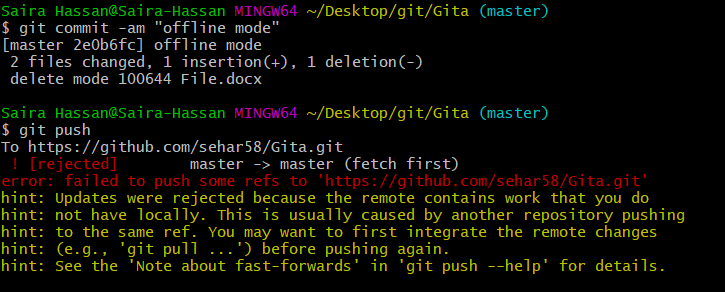 Saira Hassan@Saira-Hassan MINGW64 ~/Desktop/git/Gita (master)
$ git commit -am "offline mode"
[master 2e0b6fc] offline mode
 2 files changed, 1 insertion(+), 1 deletion(-)
 delete mode 100644 File.docx

Saira Hassan@Saira-Hassan MINGW64 ~/Desktop/git/Gita (master)
$ git push
To https://github.com/sehar58/Gita.git
 ! [rejected]        master -> master (fetch first)
error: failed to push some refs to 'https://github.com/sehar58/Gita.git'
hint: Updates were rejected because the remote contains work that you do
hint: not have locally. This is usually caused by another repository pushing
hint: to the same ref. You may want to first integrate the remote changes
hint: (e.g., 'git pull ...') before pushing again.
hint: See the 'Note about fast-forwards' in 'git push --help' for details.